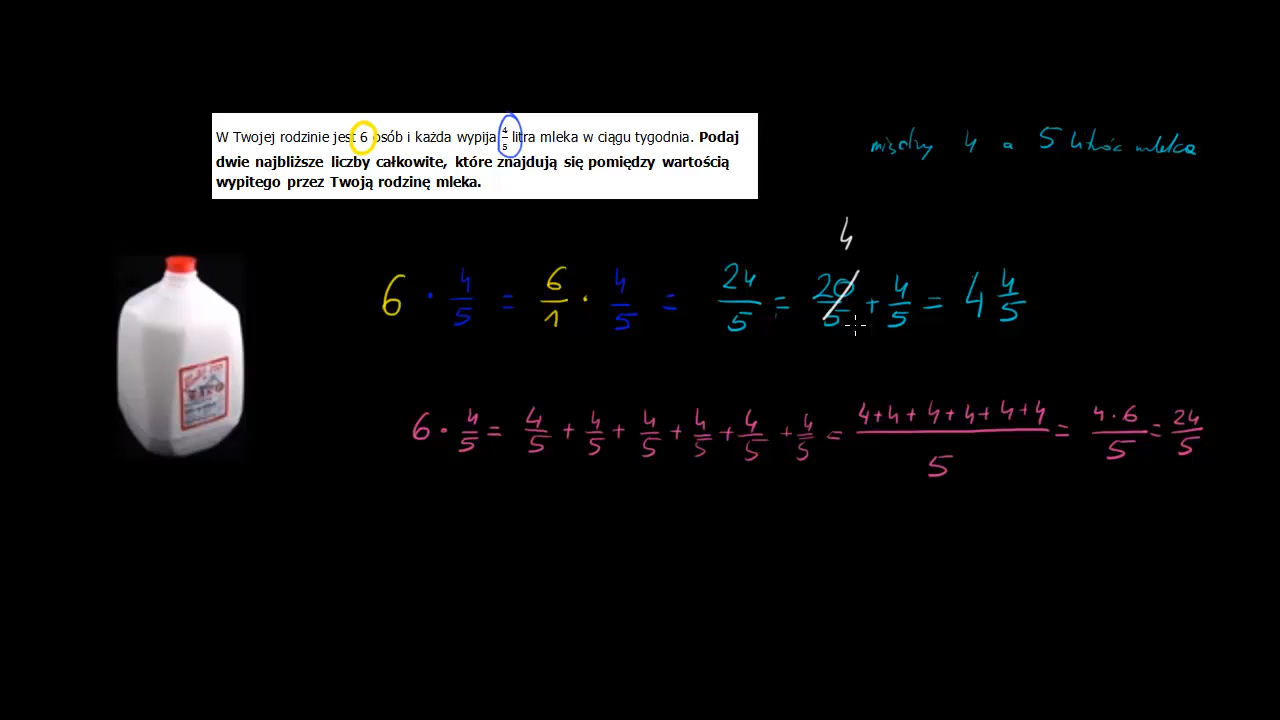 W Twojej rodzinie jest 6 osób i każda wypija 4/5 litra mleka w ciągu tygodnia. Podaj
dwie najbliższe liczby całkowite, które znajdują się pomiędzy wartością
wypitego przez Twoją rodzinę mleka.
między 4 a 5 litrów mleka
4
6 · 4/5 = 6/1 · 4/5 = 24/5 = 20/5 + 4/5 = 4 4/5
6 · 4/5 = 4/5 + 4/5 + 4/5 + 4/5 + 4/5 + 4/5 = 4+4+4+4+4+4/5 = 4·6/5 = 24/5